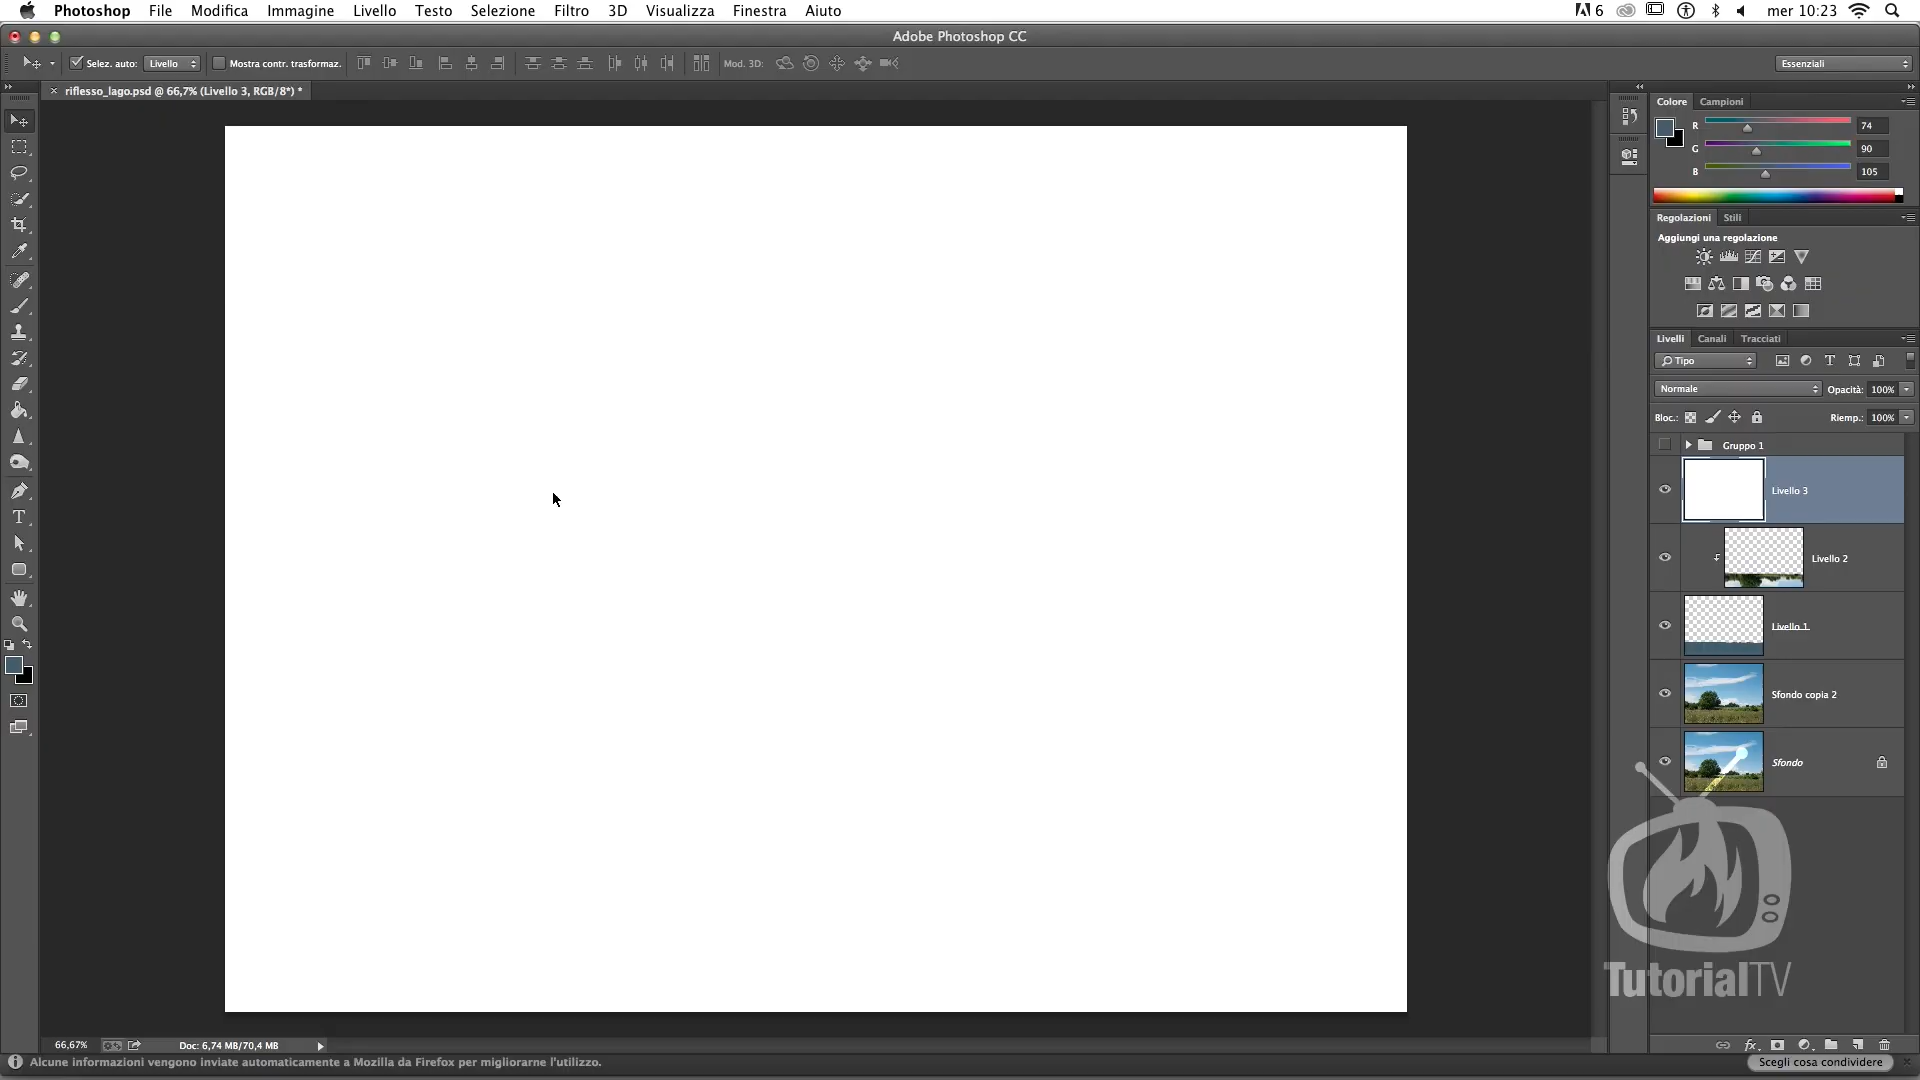 Photoshop File Modifica Immagine Livello Testo Selezione Filtro 3D Visualizza Finestra Aiuto 6 mer 10:23
Adobe Photoshop CC
Selez. auto: Livello Mostra contr. trasformaz. Mod. 3D: Essenziali
riflesso_lago.psd @ 66,7% (Livello 3, RGB/8*) *
Colore Campioni
R 74
G 90
B 105
Regolazioni Stili
Aggiungi una regolazione
Livelli Canali Tracciati
Tipo
Normale Opacità: 100%
Bloc.: Riemp.: 100%
Gruppo 1
Livello 3
Livello 2
Livello 1
Sfondo copia 2
Sfondo
TutorialTV
66,67% Doc: 6,74 MB/70,4 MB
Alcune informazioni vengono inviate automaticamente a Mozilla da Firefox per migliorarne l'utilizzo. Scegli cosa condividere